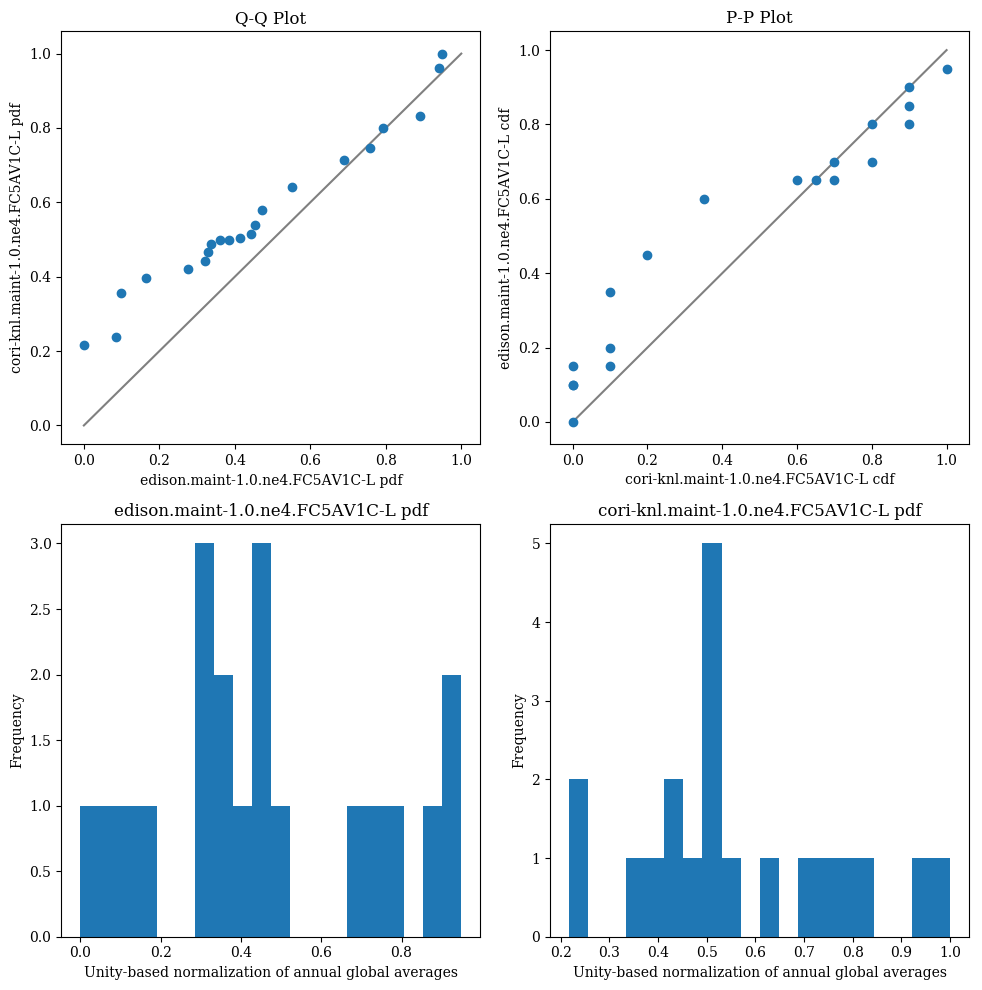 Q-Q Plot
1.0
0.8
0.6
0.4
0.2
0.0
cori-knl.maint-1.0.ne4.FC5AV1C-L pdf
0.0 0.2 0.4 0.6 0.8 1.0
edison.maint-1.0.ne4.FC5AV1C-L pdf
P-P Plot
1.0
0.8
0.6
0.4
0.2
0.0
edison.maint-1.0.ne4.FC5AV1C-L cdf
0.0 0.2 0.4 0.6 0.8 1.0
cori-knl.maint-1.0.ne4.FC5AV1C-L cdf
edison.maint-1.0.ne4.FC5AV1C-L pdf
3.0
2.5
2.0
1.5
1.0
0.5
0.0
Frequency
0.0 0.2 0.4 0.6 0.8
Unity-based normalization of annual global averages
cori-knl.maint-1.0.ne4.FC5AV1C-L pdf
5
4
3
2
1
0
Frequency
0.2 0.3 0.4 0.5 0.6 0.7 0.8 0.9 1.0
Unity-based normalization of annual global averages